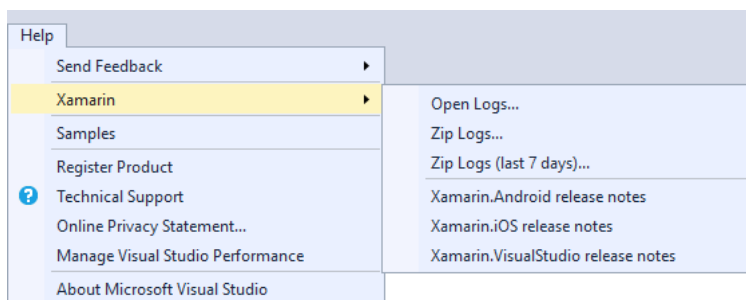 Help
Send Feedback
Xamarin
Samples
Register Product
Technical Support
Online Privacy Statement...
Manage Visual Studio Performance
About Microsoft Visual Studio
Open Logs...
Zip Logs...
Zip Logs (last 7 days)...
Xamarin.Android release notes
Xamarin.iOS release notes
Xamarin.VisualStudio release notes